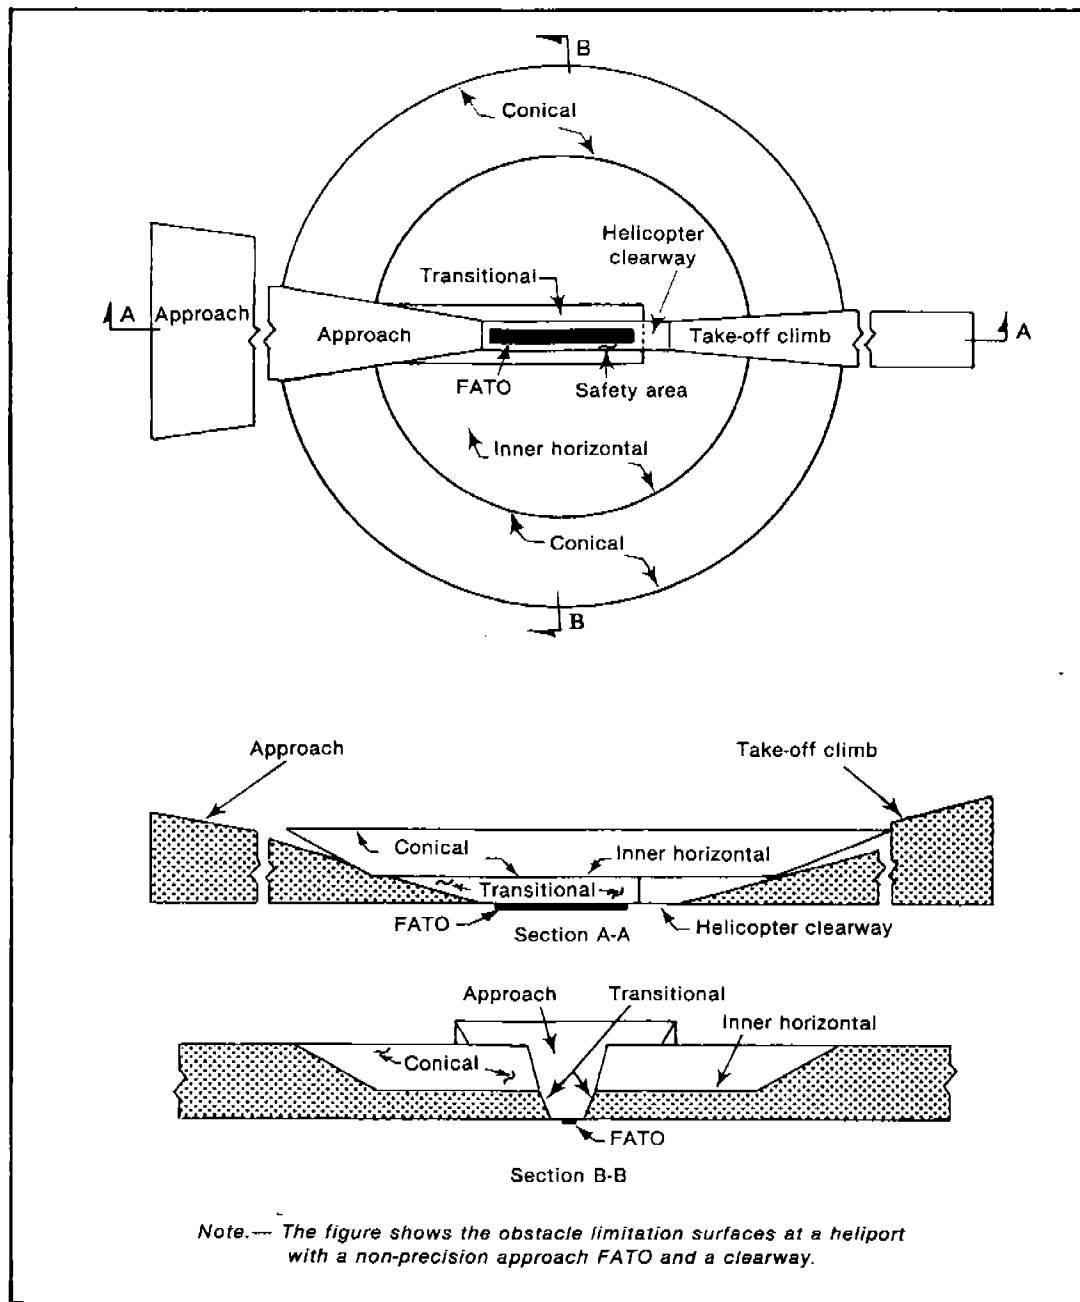 B
Conical
Helicopter
clearway
Transitional
A
Approach
Approach
Take-off climb
A
FATO
Safety area
Inner horizontal
Conical
B
Approach
Take-off climb
Conical
Inner horizontal
Transitional
FATO
Helicopter clearway
Section A-A
Approach
Transitional
Inner horizontal
Conical
FATO
Section B-B
Note.— The figure shows the obstacle limitation surfaces at a heliport
with a non-precision approach FATO and a clearway.